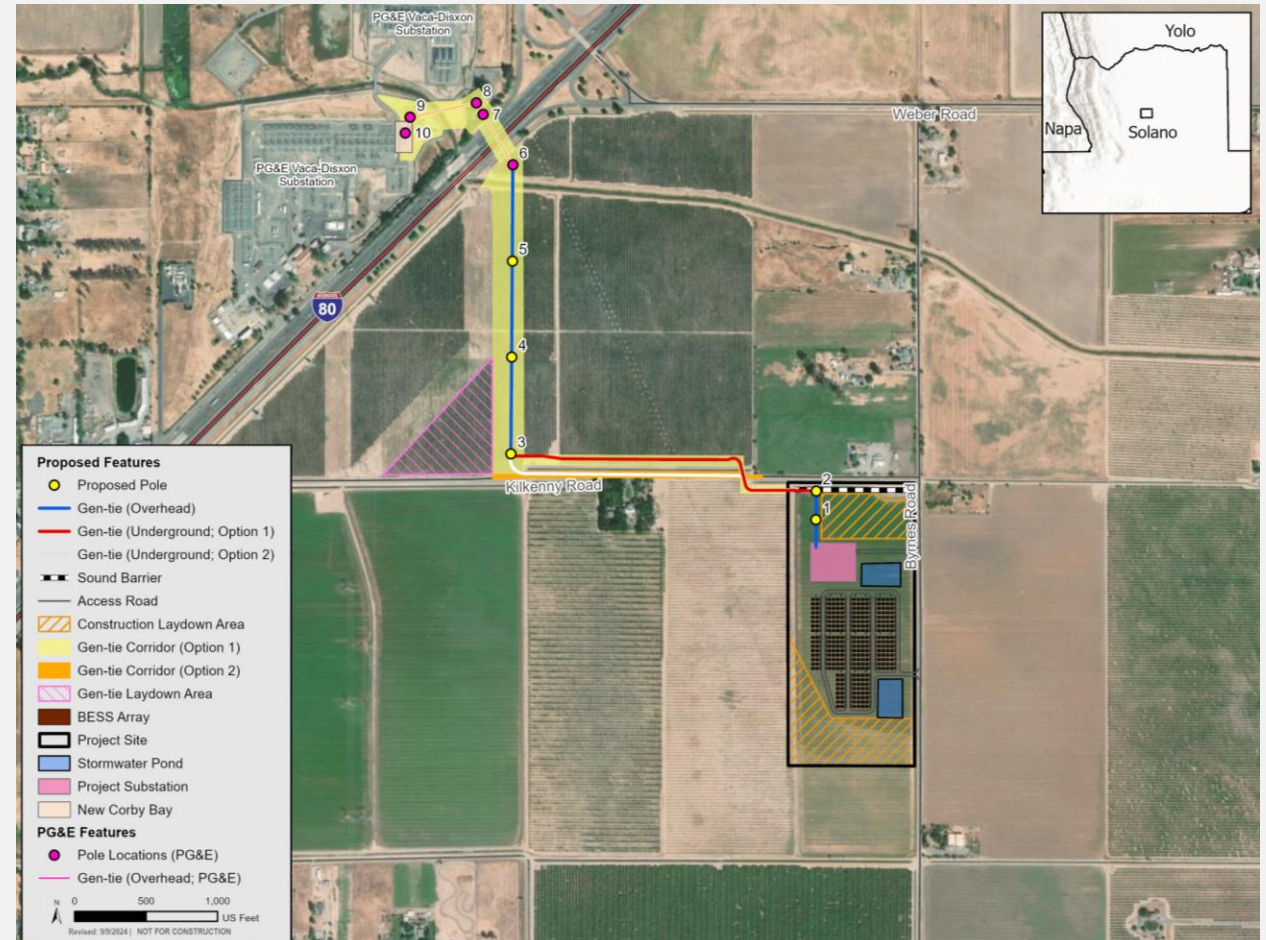 PG&E Vaca-Disxon
Substation
Yolo
Napa
Solano
8
9
7
10
Weber Road
6
PG&E Vaca-Disxon
Substation
5
INTERSTATE
80
4
3
Kilkenny Road
2
1
Byrnes Road
Proposed Features
Proposed Pole
Gen-tie (Overhead)
Gen-tie (Underground; Option 1)
Gen-tie (Underground; Option 2)
Sound Barrier
Access Road
Construction Laydown Area
Gen-tie Corridor (Option 1)
Gen-tie Corridor (Option 2)
Gen-tie Laydown Area
BESS Array
Project Site
Stormwater Pond
Project Substation
New Corby Bay
PG&E Features
Pole Locations (PG&E)
Gen-tie (Overhead; PG&E)
N 0 500 1,000
US Feet
Revised: 9/9/2024 | NOT FOR CONSTRUCTION